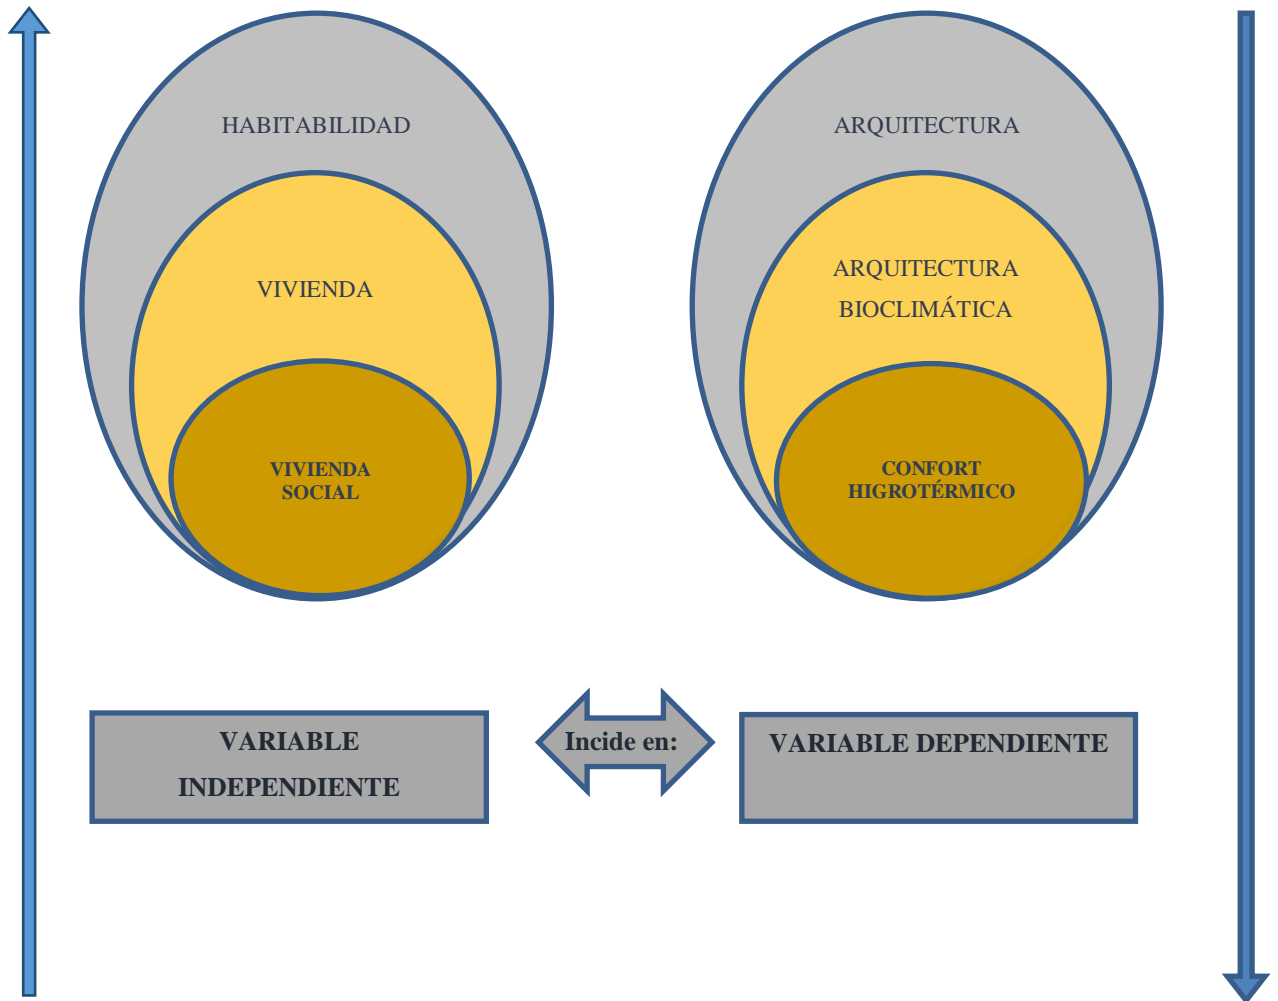 HABITABILIDAD
VIVIENDA
VIVIENDA
SOCIAL
ARQUITECTURA
ARQUITECTURA
BIOCLIMÁTICA
CONFORT
HIGROTÉRMICO
VARIABLE
INDEPENDIENTE
Incide en:
VARIABLE DEPENDIENTE